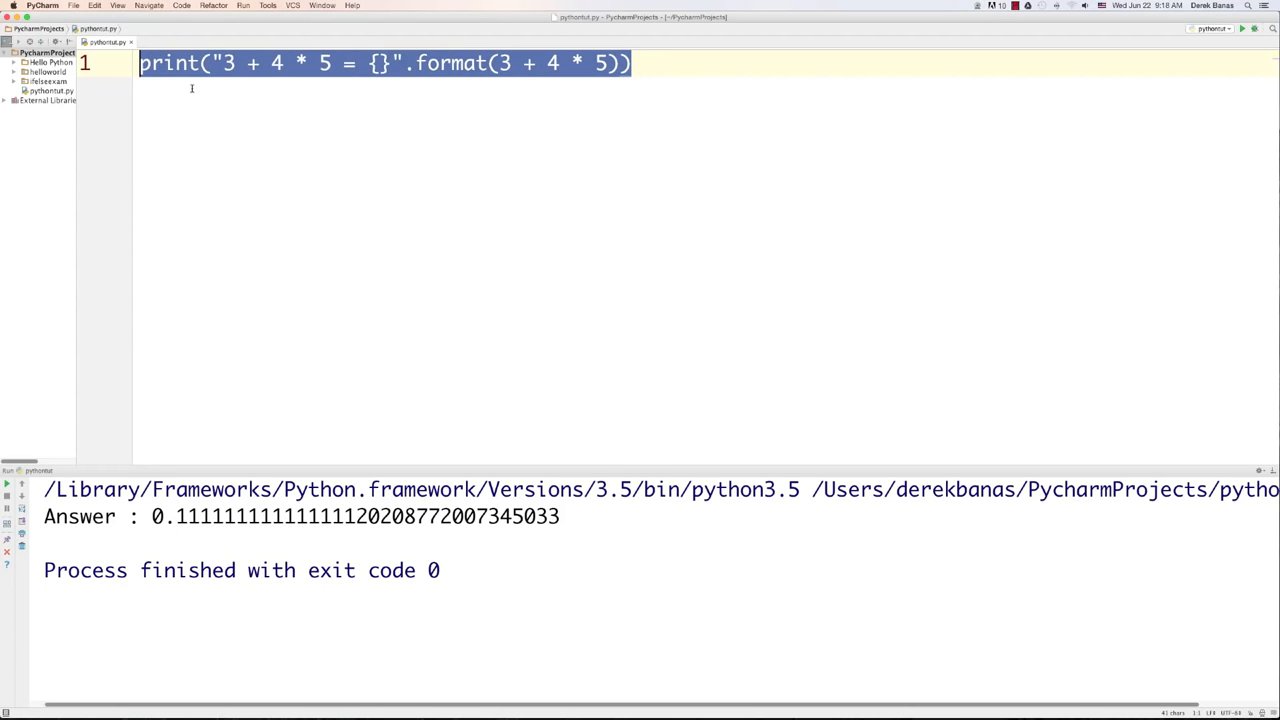 PyCharm File Edit View Navigate Code Refactor Run Tools VCS Window Help 10 Wed Jun 22 9:18 AM Derek Banas
pythontut.py - PycharmProjects - [~/PycharmProjects]
PycharmProjects pythontut.py pythontut
pythontut.py ×
PycharmProject
Hello Python
helloworld
ifelseexam
pythontut.py
External Librarie
1 print("3 + 4 * 5 = {}".format(3 + 4 * 5))
Run pythontut
/Library/Frameworks/Python.framework/Versions/3.5/bin/python3.5 /Users/derekbanas/PycharmProjects/pytho
Answer : 0.11111111111111120208772007345033
Process finished with exit code 0
41 chars 1:1 LF÷ UTF-8÷